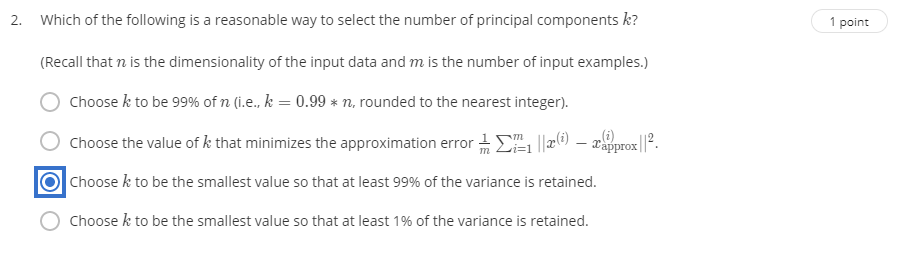 2. Which of the following is a reasonable way to select the number of principal components k?
1 point
(Recall that n is the dimensionality of the input data and m is the number of input examples.)
Choose k to be 99% of n (i.e., k = 0.99 ∗ n, rounded to the nearest integer).
Choose the value of k that minimizes the approximation error \frac{1}{m} \sum_{i=1}^{m} ||x^{(i)} − x_{approx}^{(i)}||^2.
Choose k to be the smallest value so that at least 99% of the variance is retained.
Choose k to be the smallest value so that at least 1% of the variance is retained.